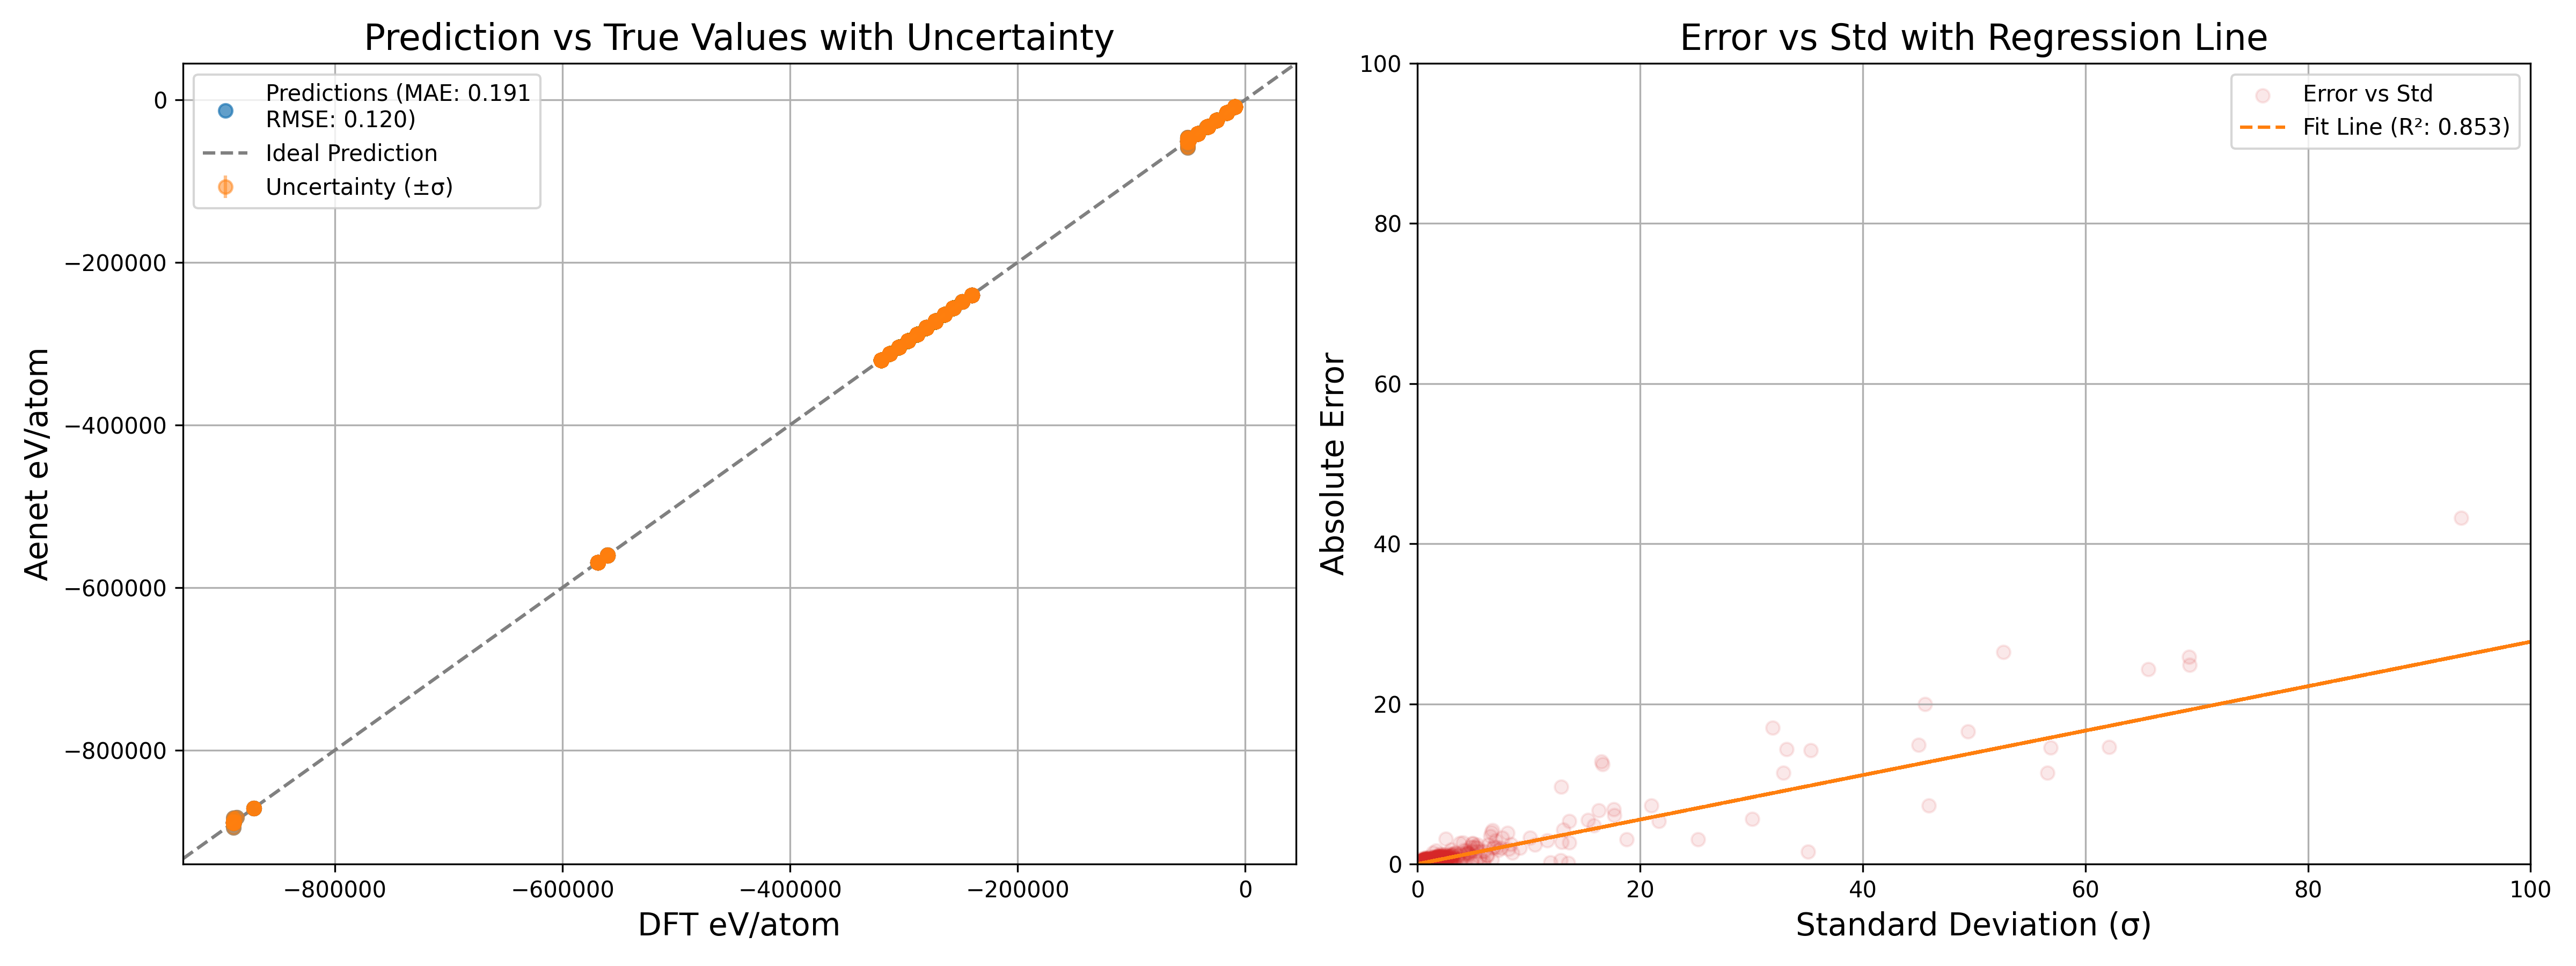 Prediction vs True Values with Uncertainty
Predictions (MAE: 0.191
RMSE: 0.120)
Ideal Prediction
Uncertainty (±σ)
0
−200000
−400000
−600000
−800000
Aenet eV/atom
−800000
−600000
−400000
−200000
0
DFT eV/atom
Error vs Std with Regression Line
Error vs Std
Fit Line (R²: 0.853)
100
80
60
40
20
0
Absolute Error
0
20
40
60
80
100
Standard Deviation (σ)